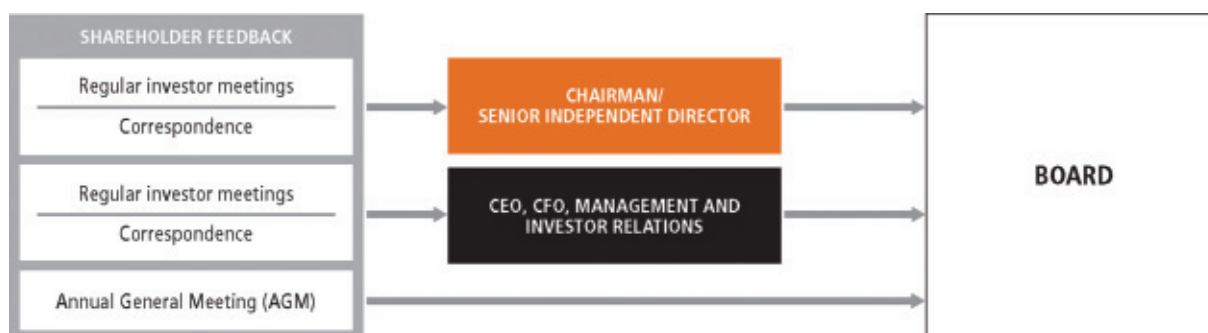 SHAREHOLDER FEEDBACK
Regular investor meetings
Correspondence
CHAIRMAN/
SENIOR INDEPENDENT DIRECTOR
Regular investor meetings
Correspondence
CEO, CFO, MANAGEMENT AND
INVESTOR RELATIONS
Annual General Meeting (AGM)
BOARD